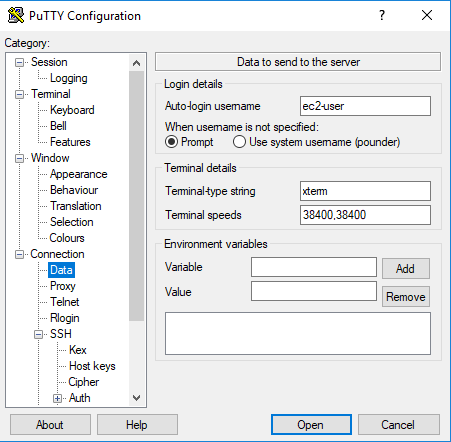 PuTTY Configuration
?
Category:
Session
Logging
Terminal
Keyboard
Bell
Features
Window
Appearance
Behaviour
Translation
Selection
Colours
Connection
Data
Proxy
Telnet
Rlogin
SSH
Kex
Host keys
Cipher
Auth
Data to send to the server
Login details
Auto-login username ec2-user
When username is not specified:
Prompt Use system username (pounder)
Terminal details
Terminal-type string xterm
Terminal speeds 38400,38400
Environment variables
Variable Add
Value Remove
About Help Open Cancel